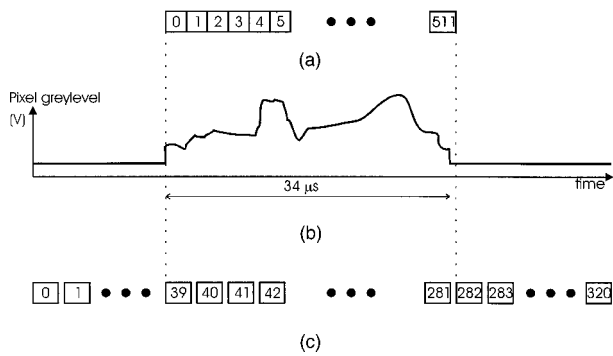 0 1 2 3 4 5 ● ● ● 511
(a)
Pixel greylevel
(V)
time
34 µs
(b)
0 1 ● ● ● 39 40 41 42 ● ● ● 281 282 283 ● ● ● 320
(c)